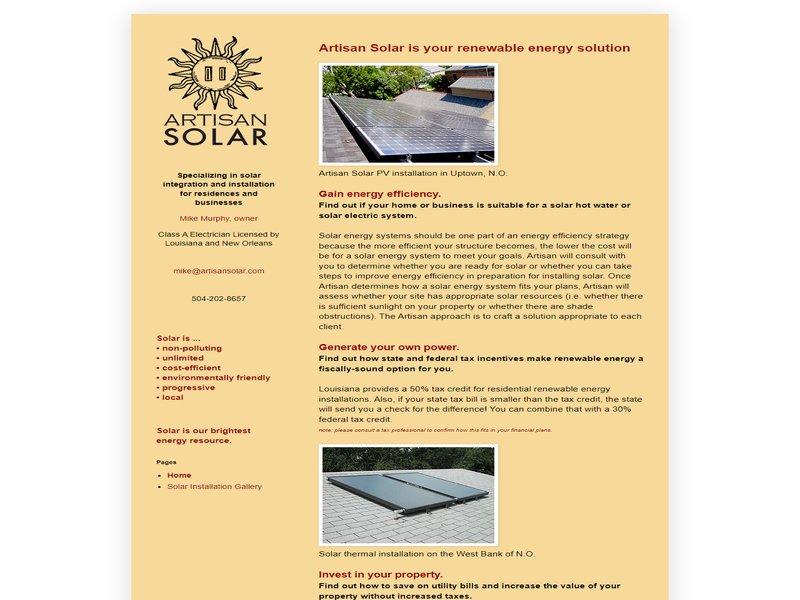 ARTISAN
SOLAR
Specializing in solar
integration and installation
for residences and
businesses
Mike Murphy, owner
Class A Electrician Licensed by
Louisiana and New Orleans
mike@artisansolar.com
504-202-8657
Solar is ...
• non-polluting
• unlimited
• cost-efficient
• environmentally friendly
• progressive
• local
Solar is our brightest
energy resource.
Pages
• Home
• Solar Installation Gallery
Artisan Solar is your renewable energy solution
Artisan Solar PV installation in Uptown, N.O.
Gain energy efficiency.
Find out if your home or business is suitable for a solar hot water or
solar electric system.
Solar energy systems should be one part of an energy efficiency strategy
because the more efficient your structure becomes, the lower the cost will
be for a solar energy system to meet your goals. Artisan will consult with
you to determine whether you are ready for solar or whether you can take
steps to improve energy efficiency in preparation for installing solar. Once
Artisan determines how a solar energy system fits your plans, Artisan will
assess whether your site has appropriate solar resources (i.e. whether there
is sufficient sunlight on your property or whether there are shade
obstructions). The Artisan approach is to craft a solution appropriate to each
client.
Generate your own power.
Find out how state and federal tax incentives make renewable energy a
fiscally-sound option for you.
Louisiana provides a 50% tax credit for residential renewable energy
installations. Also, if your state tax bill is smaller than the tax credit, the state
will send you a check for the difference! You can combine that with a 30%
federal tax credit.
note: please consult a tax professional to confirm how this fits in your financial plans.
Solar thermal installation on the West Bank of N.O.
Invest in your property.
Find out how to save on utility bills and increase the value of your
property without increased taxes.